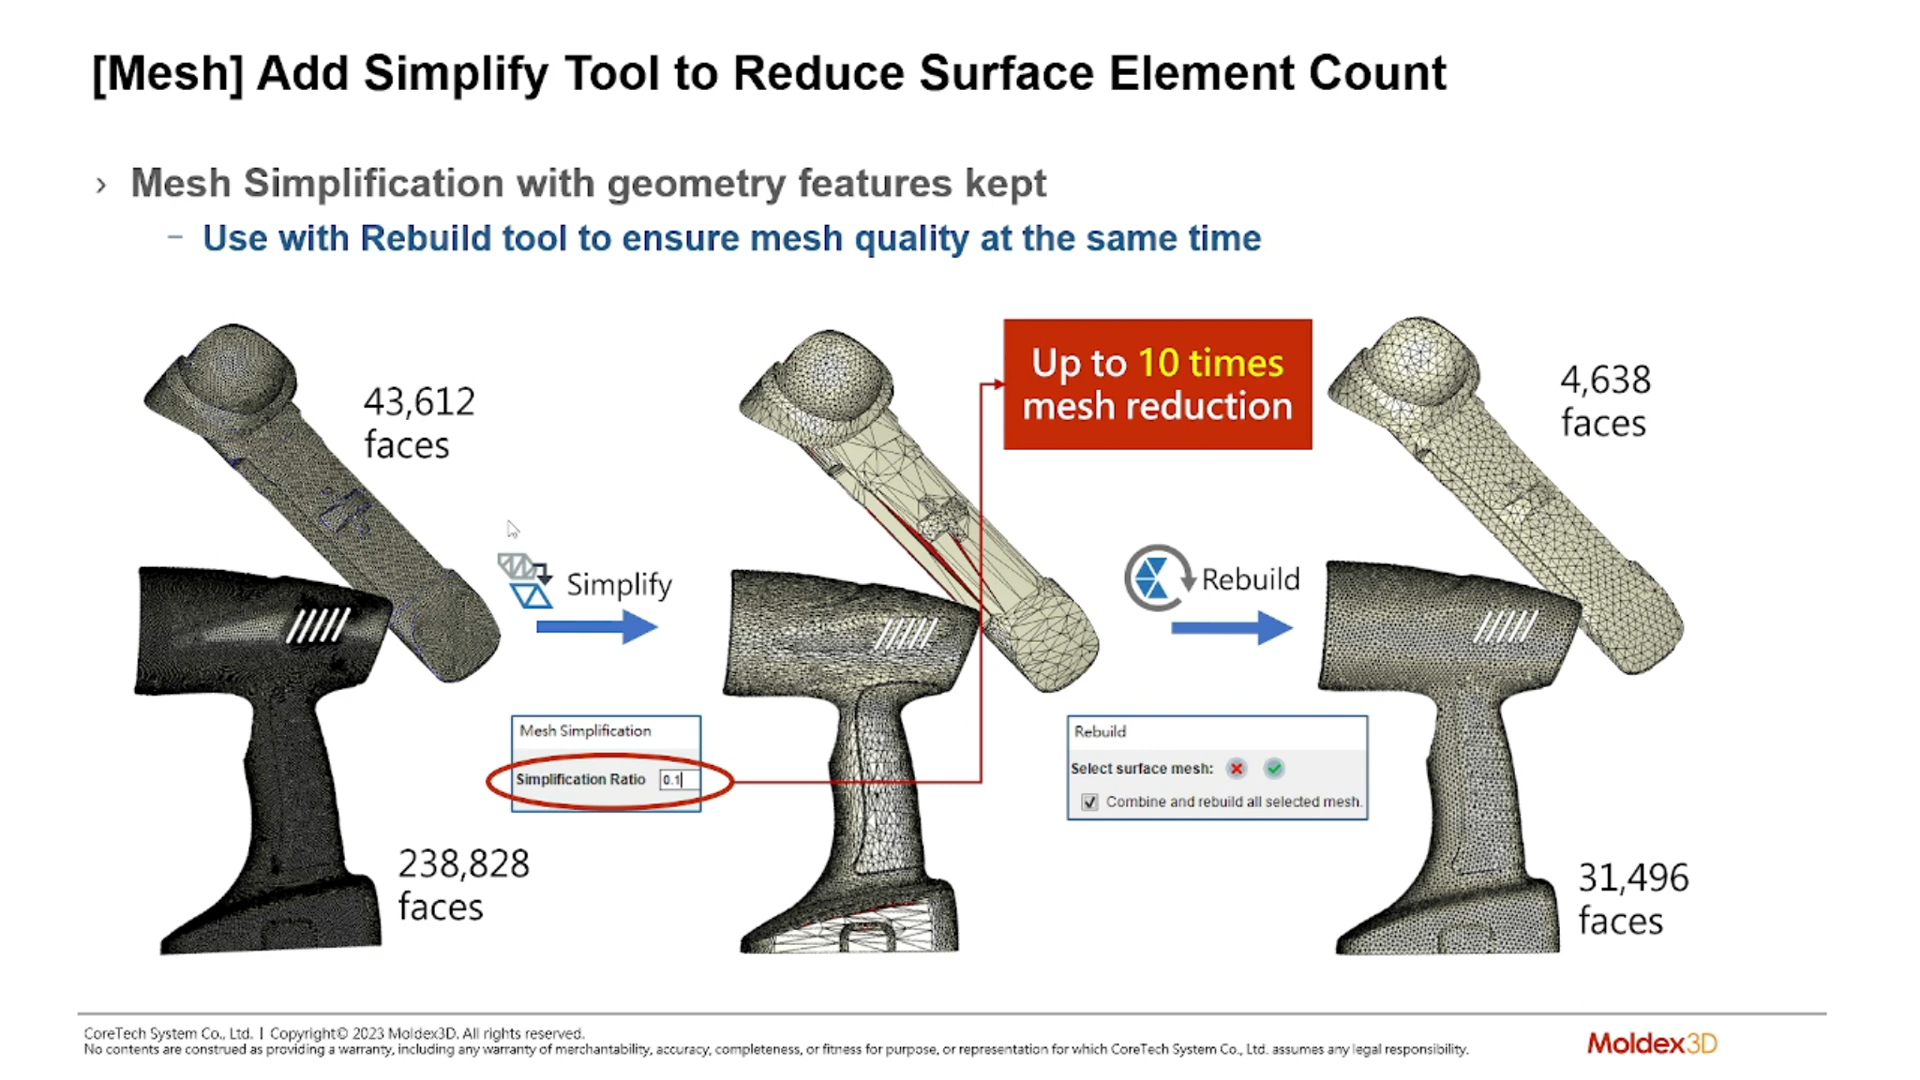 [Mesh] Add Simplify Tool to Reduce Surface Element Count
› Mesh Simplification with geometry features kept
– Use with Rebuild tool to ensure mesh quality at the same time
Up to 10 times
mesh reduction
43,612
faces
4,638
faces
Simplify
Rebuild
Mesh Simplification
Simplification Ratio 0.1
Rebuild
Select surface mesh:
Combine and rebuild all selected mesh.
238,828
faces
31,496
faces
CoreTech System Co., Ltd. | Copyright© 2023 Moldex3D. All rights reserved.
No contents are construed as providing a warranty, including any warranty of merchantability, accuracy, completeness, or fitness for purpose, or representation for which CoreTech System Co., Ltd. assumes any legal responsibility.
Moldex3D